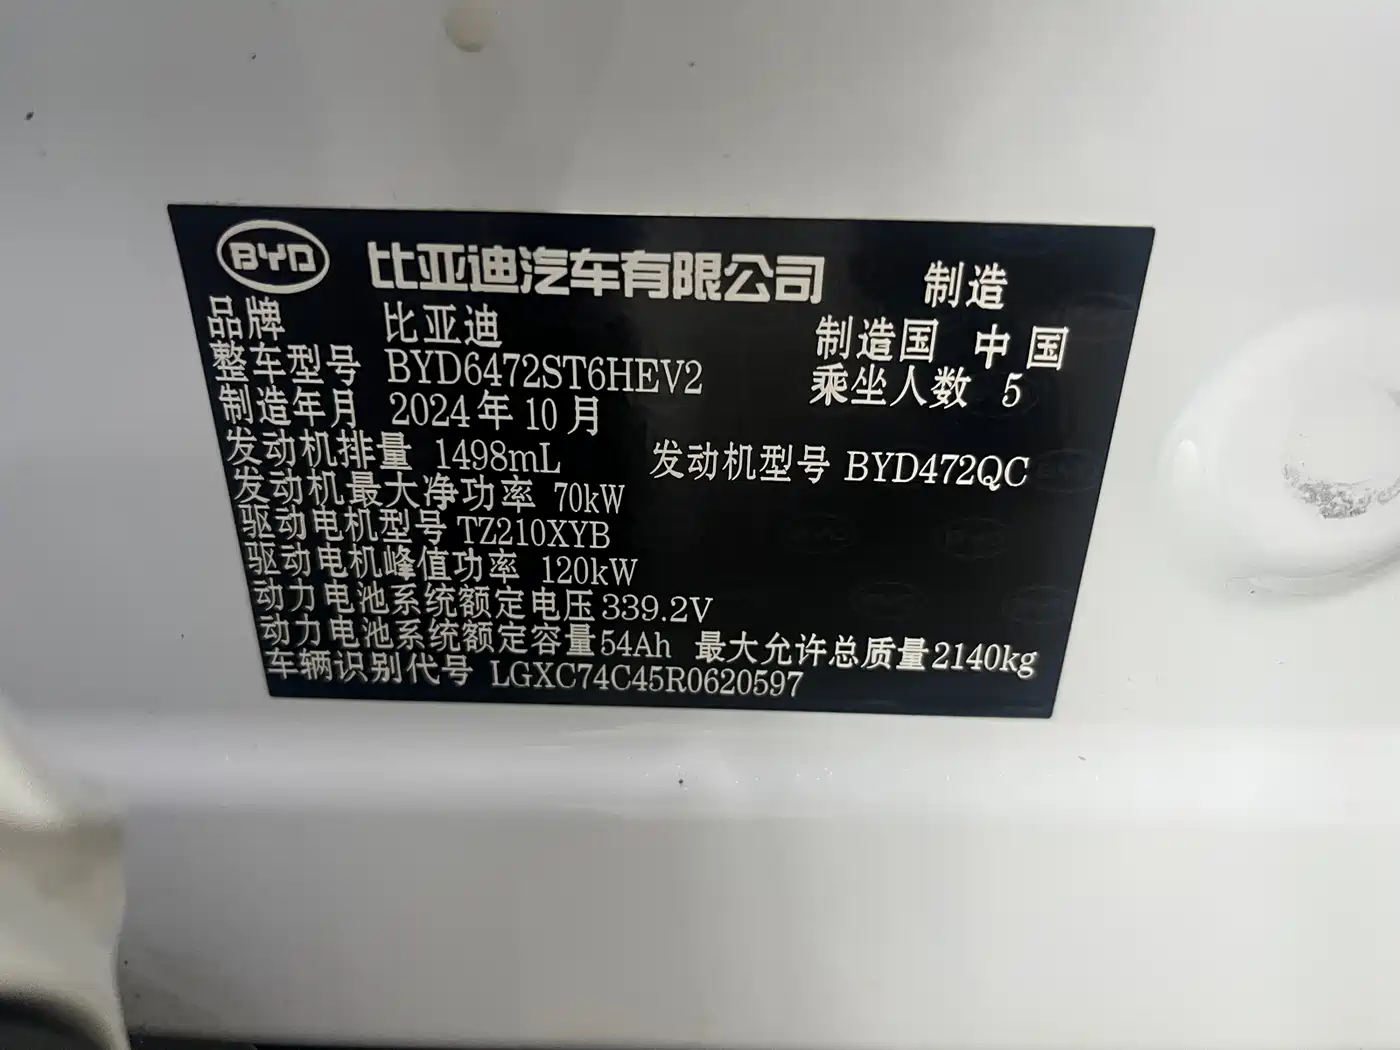 BYD 比亚迪汽车有限公司 制造
品牌 比亚迪 制造国 中国
整车型号 BYD6472ST6HEV2 乘坐人数 5
制造年月 2024年10月
发动机排量 1498mL 发动机型号 BYD472QC
发动机最大净功率 70kW
驱动电机型号 TZ210XYB
驱动电机峰值功率 120kW
动力电池系统额定电压 339.2V
动力电池系统额定容量 54Ah 最大允许总质量 2140kg
车辆识别代号 LGXC74C45R0620597